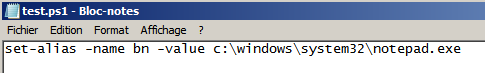 test.ps1 - Bloc-notes
Fichier Edition Format Affichage ?
set-alias -name bn -value c:\windows\system32\notepad.exe